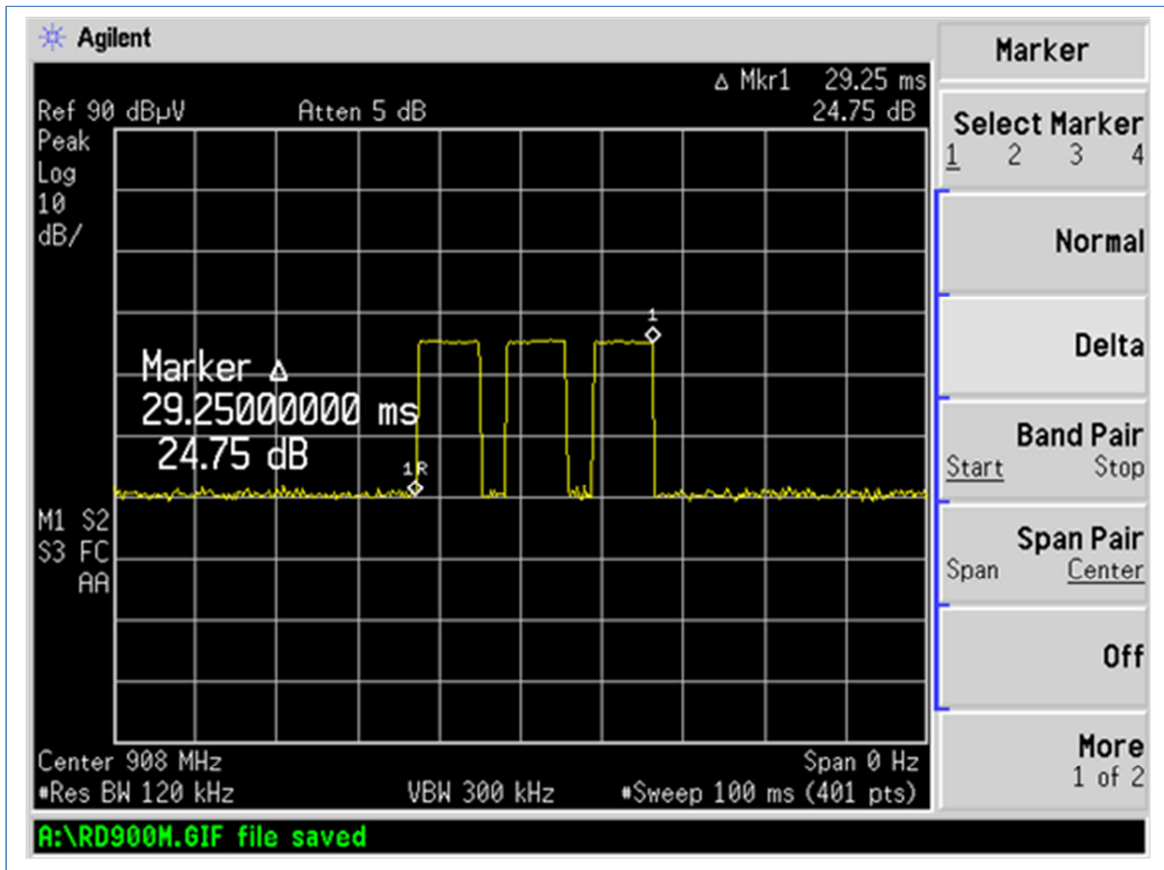 Agilent
Δ Mkr1 29.25 ms
Ref 90 dBµV Atten 5 dB 24.75 dB
Peak
Log
10
dB/
1
Marker Δ
29.25000000 ms
24.75 dB
1R
M1 S2
S3 FC
AA
Center 908 MHz Span 0 Hz
#Res BW 120 kHz VBW 300 kHz #Sweep 100 ms (401 pts)
A:\RD900M.GIF file saved
Marker
Select Marker
1 2 3 4
Normal
Delta
Band Pair
Start Stop
Span Pair
Span Center
Off
More
1 of 2